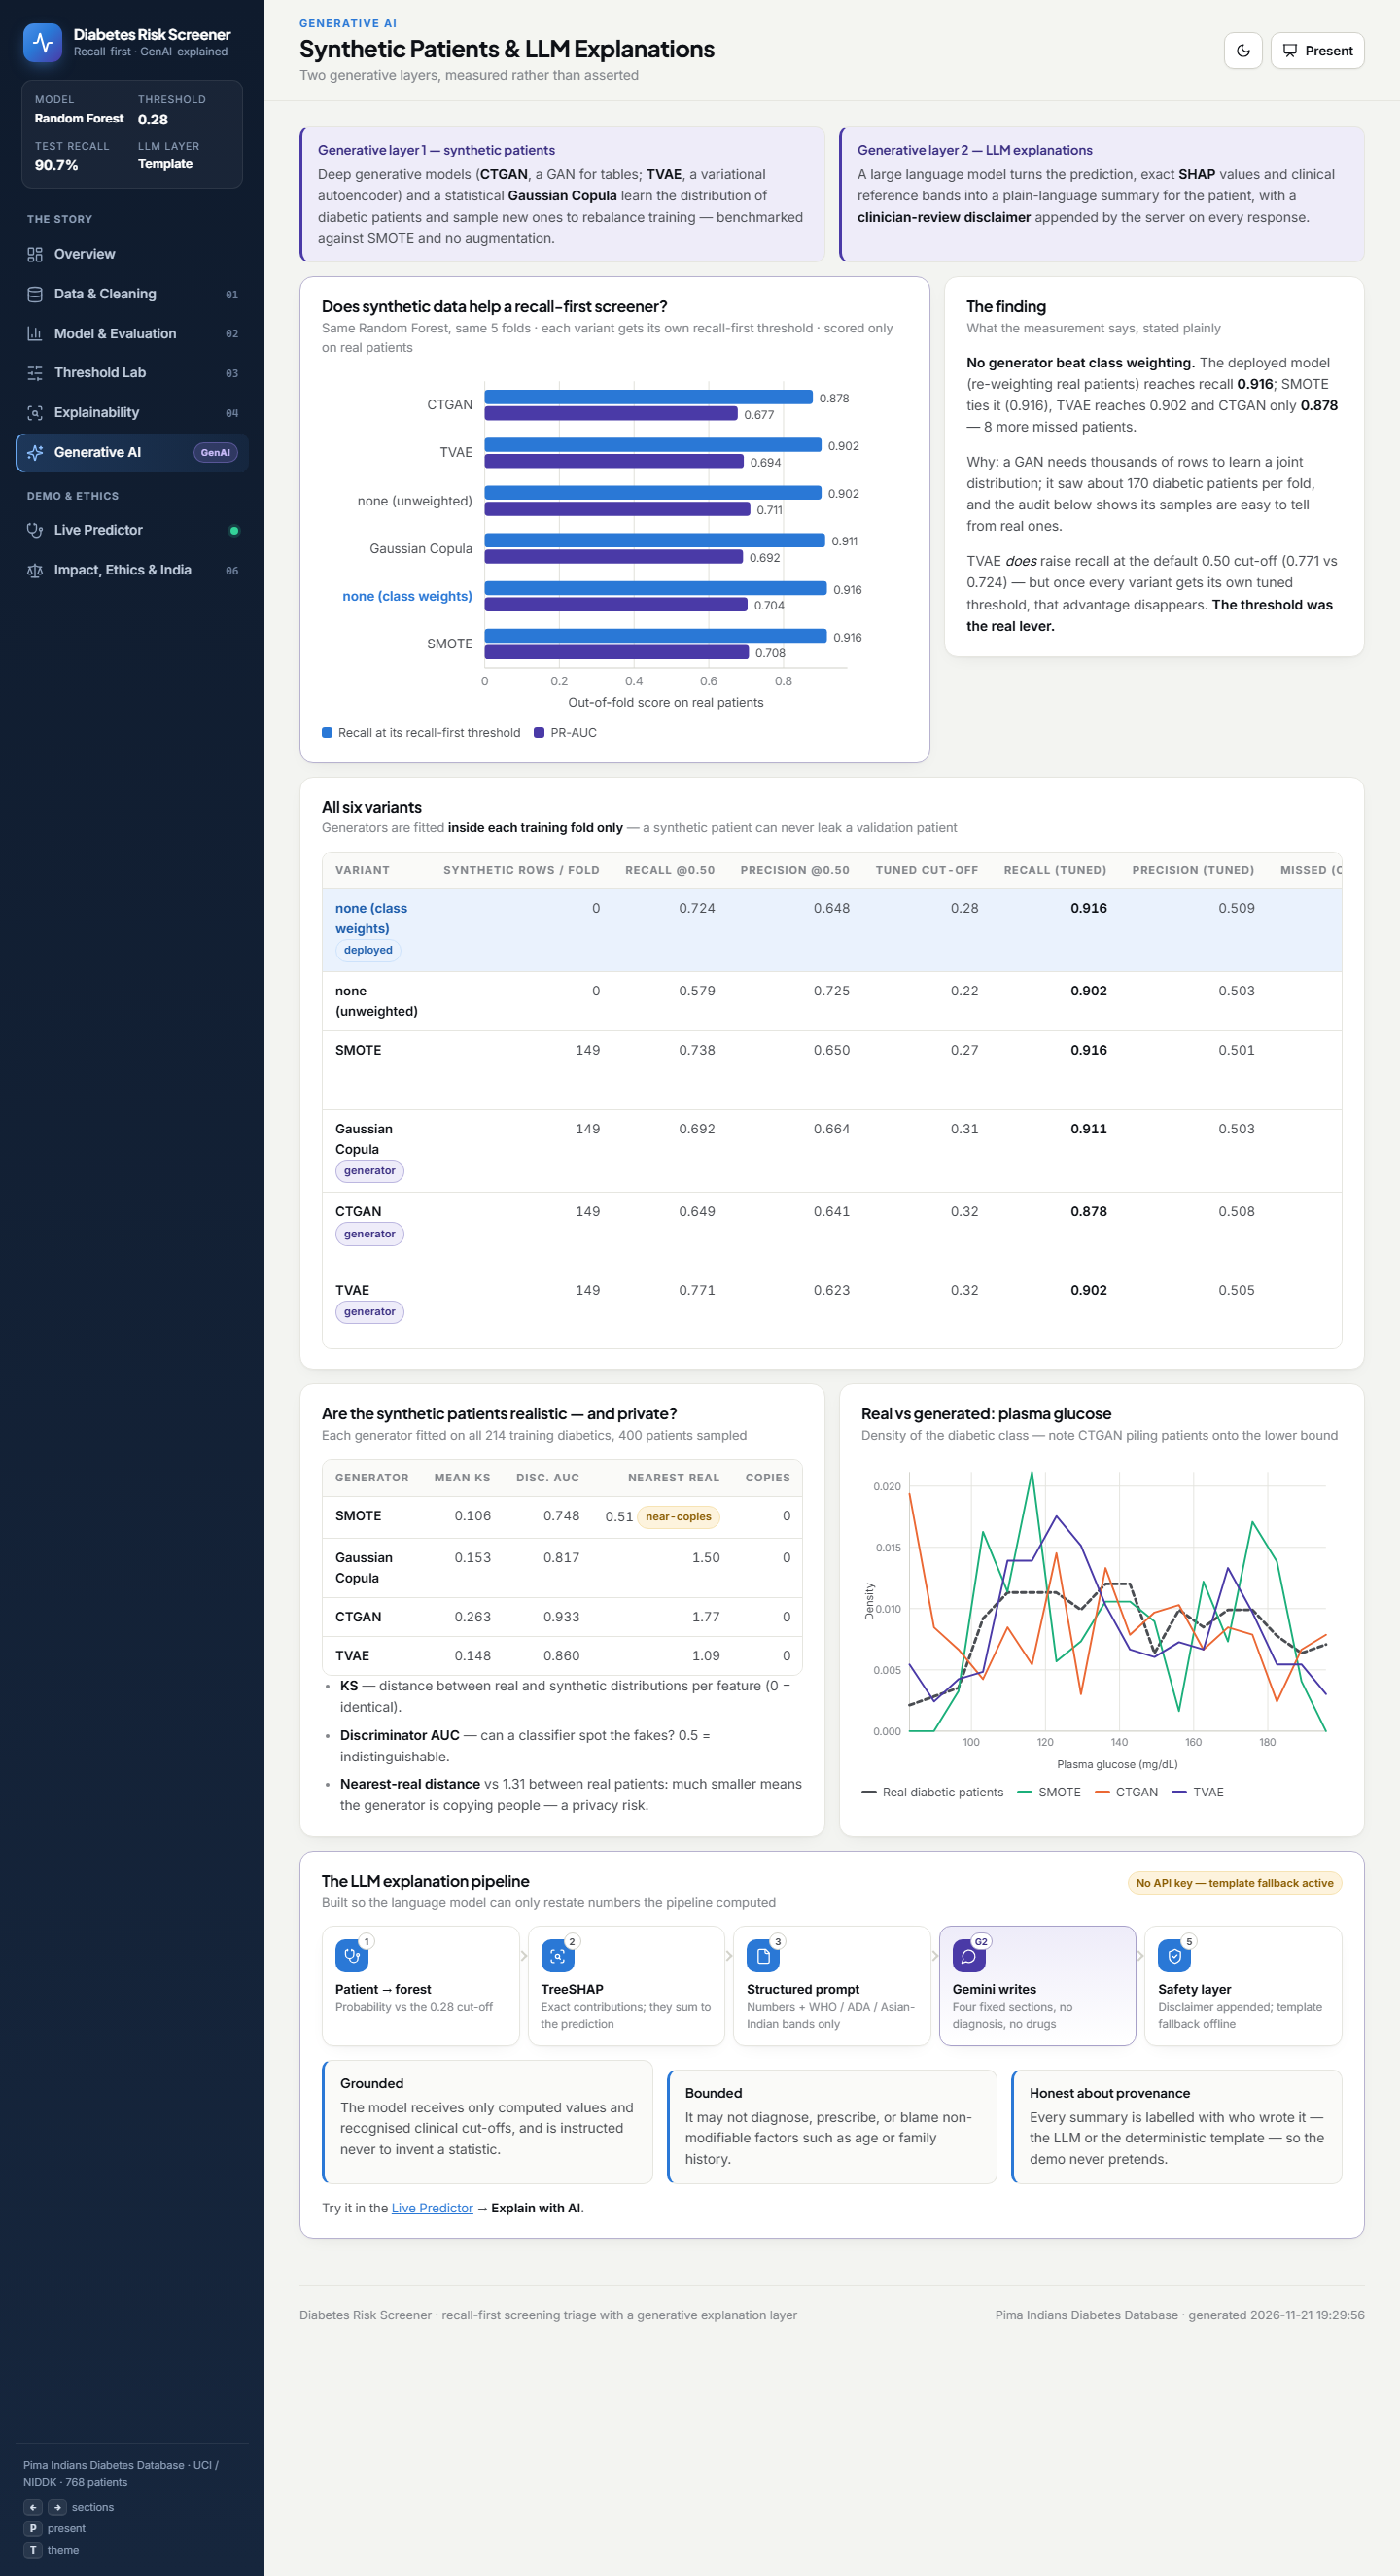 Diabetes Risk Screener
Recall-first · GenAI-explained
MODEL
Random Forest
THRESHOLD
0.28
TEST RECALL
90.7%
LLM LAYER
Template
THE STORY
Overview
Data & Cleaning 01
Model & Evaluation 02
Threshold Lab 03
Explainability 04
Generative AI GenAI
DEMO & ETHICS
Live Predictor
Impact, Ethics & India 06
Pima Indians Diabetes Database · UCI /
NIDDK · 768 patients
← → sections
P present
T theme
GENERATIVE AI
Synthetic Patients & LLM Explanations
Two generative layers, measured rather than asserted
Present
Generative layer 1 — synthetic patients
Deep generative models (CTGAN, a GAN for tables; TVAE, a variational
autoencoder) and a statistical Gaussian Copula learn the distribution of
diabetic patients and sample new ones to rebalance training — benchmarked
against SMOTE and no augmentation.
Generative layer 2 — LLM explanations
A large language model turns the prediction, exact SHAP values and clinical
reference bands into a plain-language summary for the patient, with a
clinician-review disclaimer appended by the server on every response.
Does synthetic data help a recall-first screener?
Same Random Forest, same 5 folds · each variant gets its own recall-first threshold · scored only
on real patients
CTGAN 0.878 0.677
TVAE 0.902 0.694
none (unweighted) 0.902 0.711
Gaussian Copula 0.911 0.692
none (class weights) 0.916 0.704
SMOTE 0.916 0.708
0 0.2 0.4 0.6 0.8
Out-of-fold score on real patients
Recall at its recall-first threshold PR-AUC
The finding
What the measurement says, stated plainly
No generator beat class weighting. The deployed model
(re-weighting real patients) reaches recall 0.916; SMOTE
ties it (0.916), TVAE reaches 0.902 and CTGAN only 0.878
— 8 more missed patients.
Why: a GAN needs thousands of rows to learn a joint
distribution; it saw about 170 diabetic patients per fold,
and the audit below shows its samples are easy to tell
from real ones.
TVAE does raise recall at the default 0.50 cut-off (0.771 vs
0.724) — but once every variant gets its own tuned
threshold, that advantage disappears. The threshold was
the real lever.
All six variants
Generators are fitted inside each training fold only — a synthetic patient can never leak a validation patient
VARIANT SYNTHETIC ROWS / FOLD RECALL @0.50 PRECISION @0.50 TUNED CUT-OFF RECALL (TUNED) PRECISION (TUNED) MISSED (
none (class
weights)
deployed
0 0.724 0.648 0.28 0.916 0.509
none
(unweighted)
0 0.579 0.725 0.22 0.902 0.503
SMOTE 149 0.738 0.650 0.27 0.916 0.501
Gaussian
Copula
generator
149 0.692 0.664 0.31 0.911 0.503
CTGAN
generator
149 0.649 0.641 0.32 0.878 0.508
TVAE
generator
149 0.771 0.623 0.32 0.902 0.505
Are the synthetic patients realistic — and private?
Each generator fitted on all 214 training diabetics, 400 patients sampled
GENERATOR MEAN KS DISC. AUC NEAREST REAL COPIES
SMOTE 0.106 0.748 0.51 near-copies 0
Gaussian
Copula
0.153 0.817 1.50 0
CTGAN 0.263 0.933 1.77 0
TVAE 0.148 0.860 1.09 0
• KS — distance between real and synthetic distributions per feature (0 =
identical).
• Discriminator AUC — can a classifier spot the fakes? 0.5 =
indistinguishable.
• Nearest-real distance vs 1.31 between real patients: much smaller means
the generator is copying people — a privacy risk.
Real vs generated: plasma glucose
Density of the diabetic class — note CTGAN piling patients onto the lower bound
0.020
0.015
0.010
0.005
0.000
Density
100 120 140 160 180
Plasma glucose (mg/dL)
Real diabetic patients SMOTE CTGAN TVAE
The LLM explanation pipeline
Built so the language model can only restate numbers the pipeline computed
No API key — template fallback active
1
Patient → forest
Probability vs the 0.28 cut-off
2
TreeSHAP
Exact contributions; they sum to
the prediction
3
Structured prompt
Numbers + WHO / ADA / Asian-
Indian bands only
G2
Gemini writes
Four fixed sections, no
diagnosis, no drugs
5
Safety layer
Disclaimer appended; template
fallback offline
Grounded
The model receives only computed values and
recognised clinical cut-offs, and is instructed
never to invent a statistic.
Bounded
It may not diagnose, prescribe, or blame non-
modifiable factors such as age or family
history.
Honest about provenance
Every summary is labelled with who wrote it —
the LLM or the deterministic template — so the
demo never pretends.
Try it in the Live Predictor → Explain with AI.
Diabetes Risk Screener · recall-first screening triage with a generative explanation layer
Pima Indians Diabetes Database · generated 2026-11-21 19:29:56